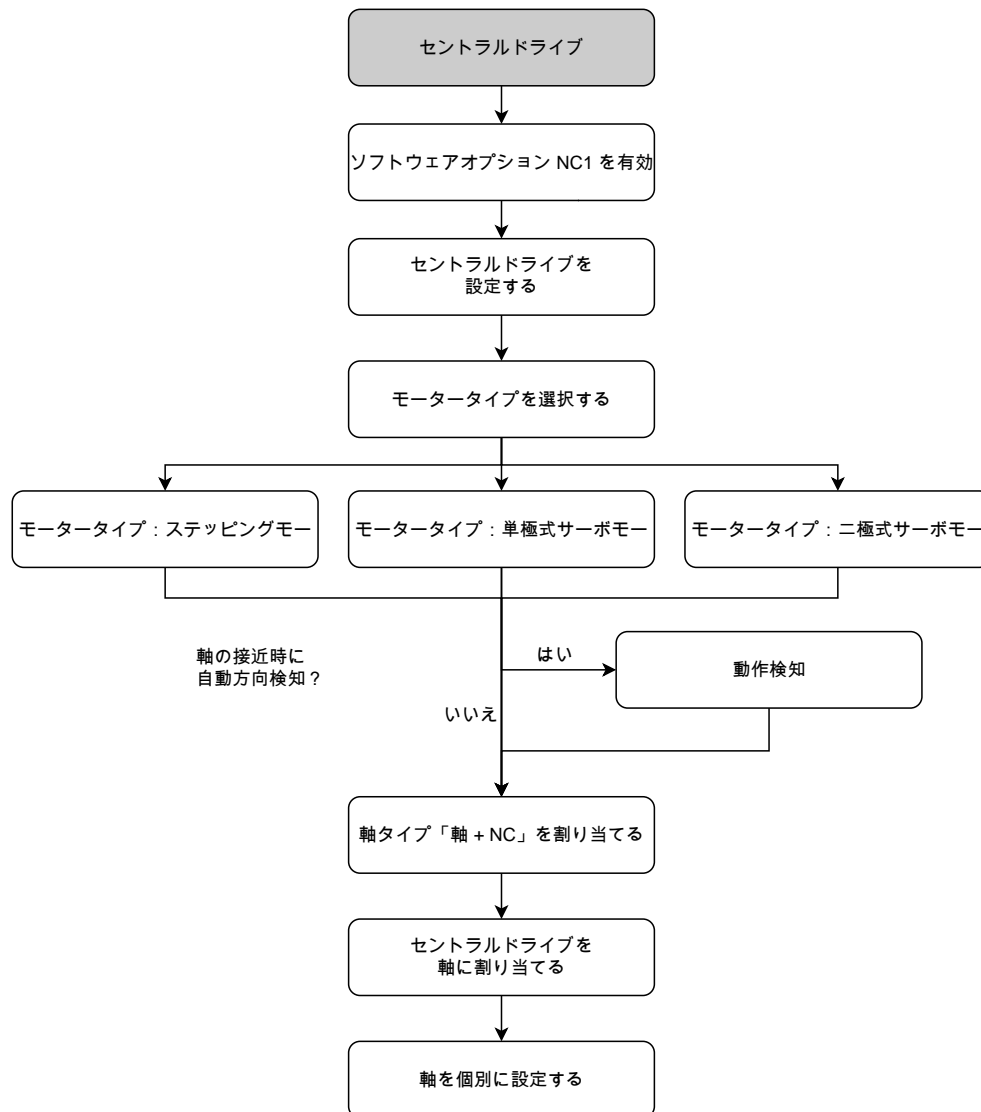 セントラルドライブ
ソフトウェアオプション NC1 を有効
セントラルドライブを
設定する
モータータイプを選択する
モータータイプ：ステッピングモー
モータータイプ：単極式サーボモー
モータータイプ：二極式サーボモー
軸の接近時に
自動方向検知？
はい
動作検知
いいえ
軸タイプ「軸 + NC」を割り当てる
セントラルドライブを
軸に割り当てる
軸を個別に設定する